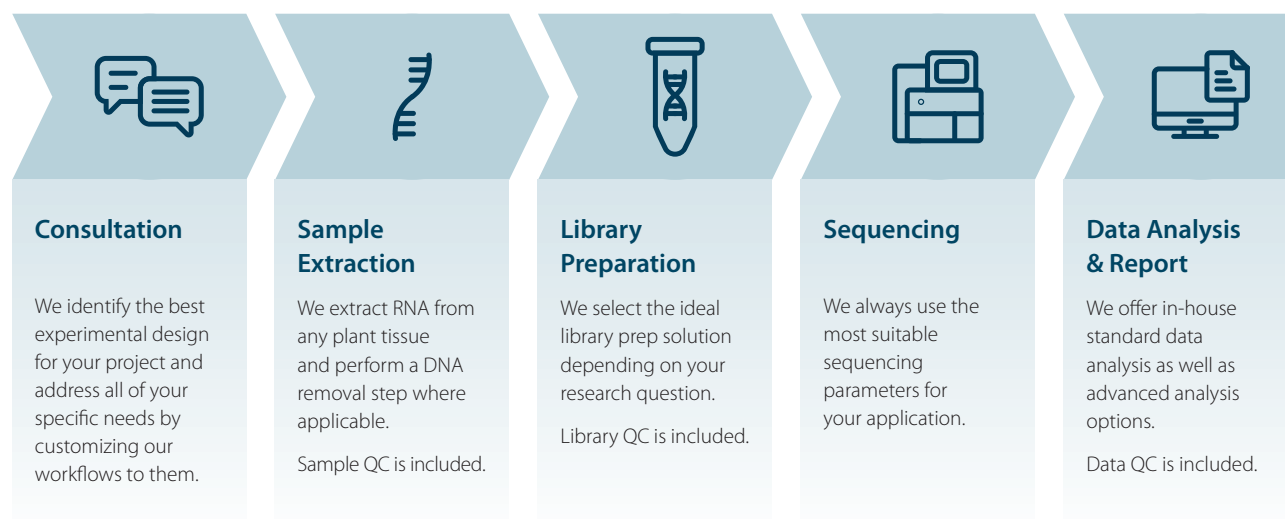 Consultation
We identify the best
experimental design
for your project and
address all of your
specific needs by
customizing our
workflows to them.
Sample
Extraction
We extract RNA from
any plant tissue
and perform a DNA
removal step where
applicable.
Sample QC is included.
Library
Preparation
We select the ideal
library prep solution
depending on your
research question.
Library QC is included.
Sequencing
We always use the
most suitable
sequencing
parameters for
your application.
Data Analysis
& Report
We offer in-house
standard data
analysis as well as
advanced analysis
options.
Data QC is included.